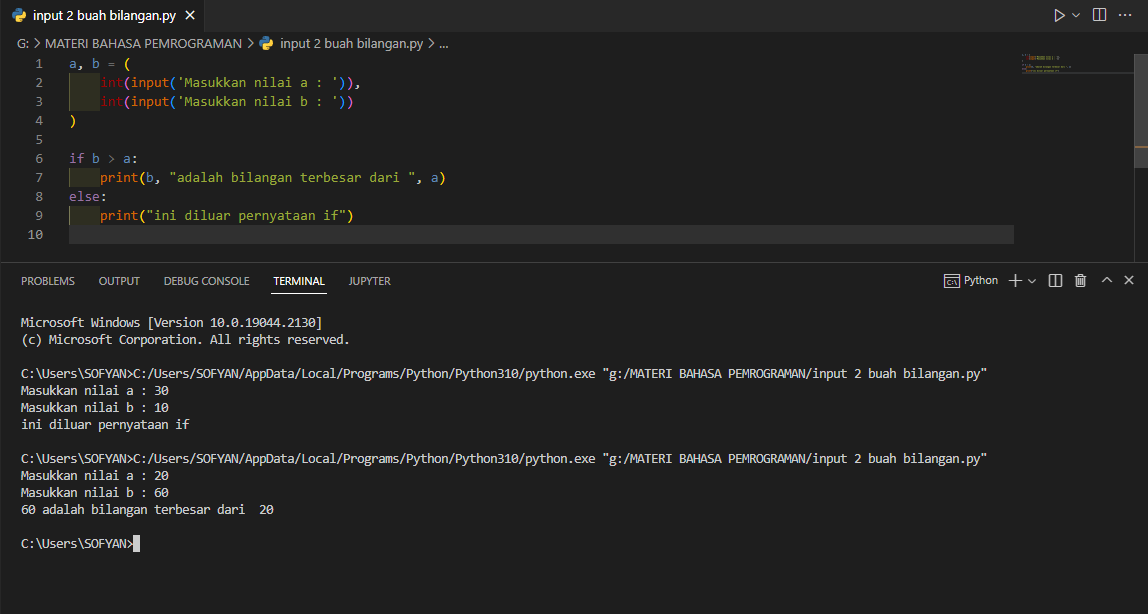 input 2 buah bilangan.py
G: > MATERI BAHASA PEMROGRAMAN > input 2 buah bilangan.py > ...
1 a, b = (
2     int(input('Masukkan nilai a : ')),
3     int(input('Masukkan nilai b : '))
4 )
5
6 if b > a:
7     print(b, "adalah bilangan terbesar dari ", a)
8 else:
9     print("ini diluar pernyataan if")
10
PROBLEMS OUTPUT DEBUG CONSOLE TERMINAL JUPYTER Python
Microsoft Windows [Version 10.0.19044.2130]
(c) Microsoft Corporation. All rights reserved.
C:\Users\SOFYAN>C:/Users/SOFYAN/AppData/Local/Programs/Python/Python310/python.exe "g:/MATERI BAHASA PEMROGRAMAN/input 2 buah bilangan.py"
Masukkan nilai a : 30
Masukkan nilai b : 10
ini diluar pernyataan if
C:\Users\SOFYAN>C:/Users/SOFYAN/AppData/Local/Programs/Python/Python310/python.exe "g:/MATERI BAHASA PEMROGRAMAN/input 2 buah bilangan.py"
Masukkan nilai a : 20
Masukkan nilai b : 60
60 adalah bilangan terbesar dari  20
C:\Users\SOFYAN>